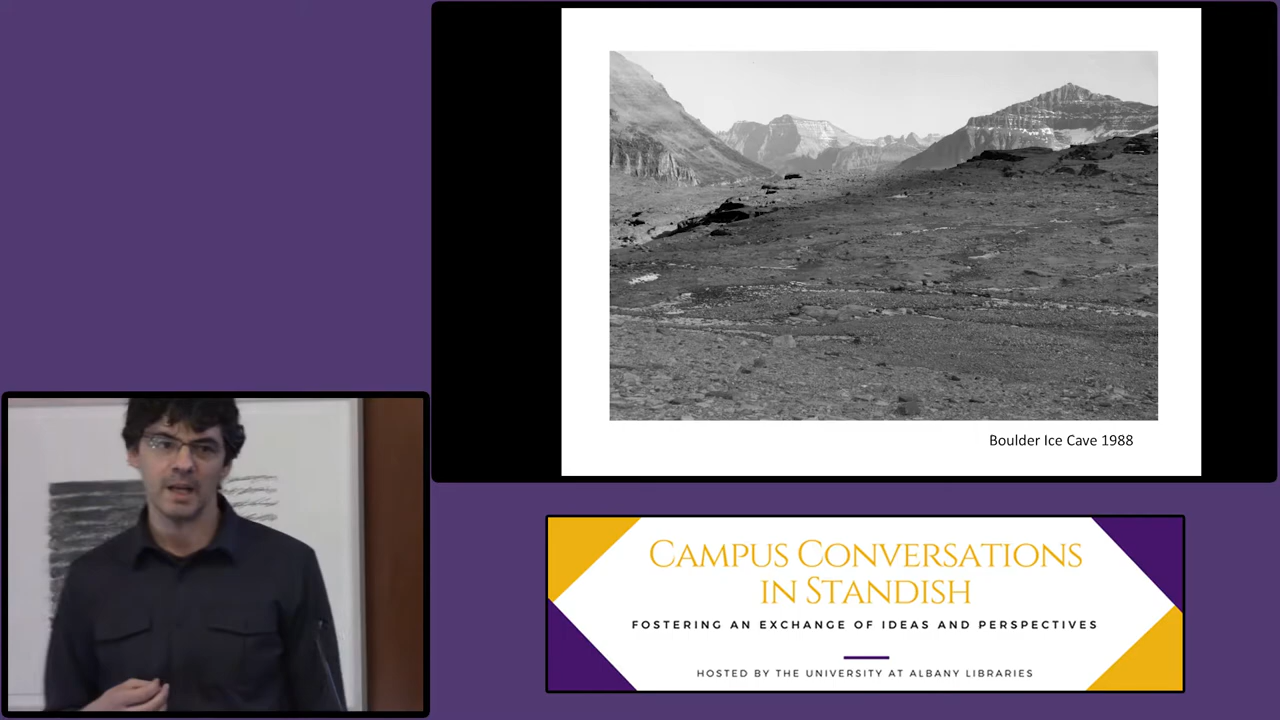 Boulder Ice Cave 1988
CAMPUS CONVERSATIONS
IN STANDISH
FOSTERING AN EXCHANGE OF IDEAS AND PERSPECTIVES
HOSTED BY THE UNIVERSITY AT ALBANY LIBRARIES